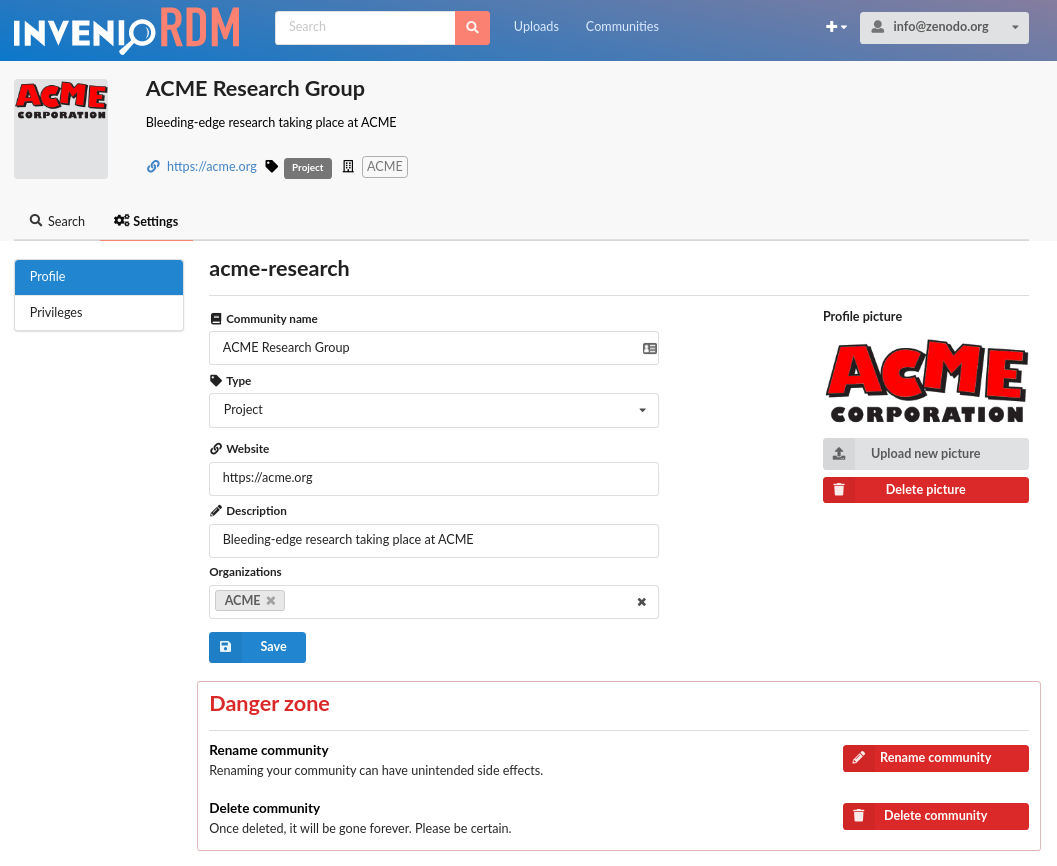 INVENIORDM
Search
Uploads
Communities
info@zenodo.org
ACME
CORPORATION
ACME Research Group
Bleeding-edge research taking place at ACME
https://acme.org
Project
ACME
Search
Settings
Profile
Privileges
acme-research
Community name
ACME Research Group
Type
Project
Website
https://acme.org
Description
Bleeding-edge research taking place at ACME
Organizations
ACME
Save
Profile picture
ACME
CORPORATION
Upload new picture
Delete picture
Danger zone
Rename community
Renaming your community can have unintended side effects.
Rename community
Delete community
Once deleted, it will be gone forever. Please be certain.
Delete community